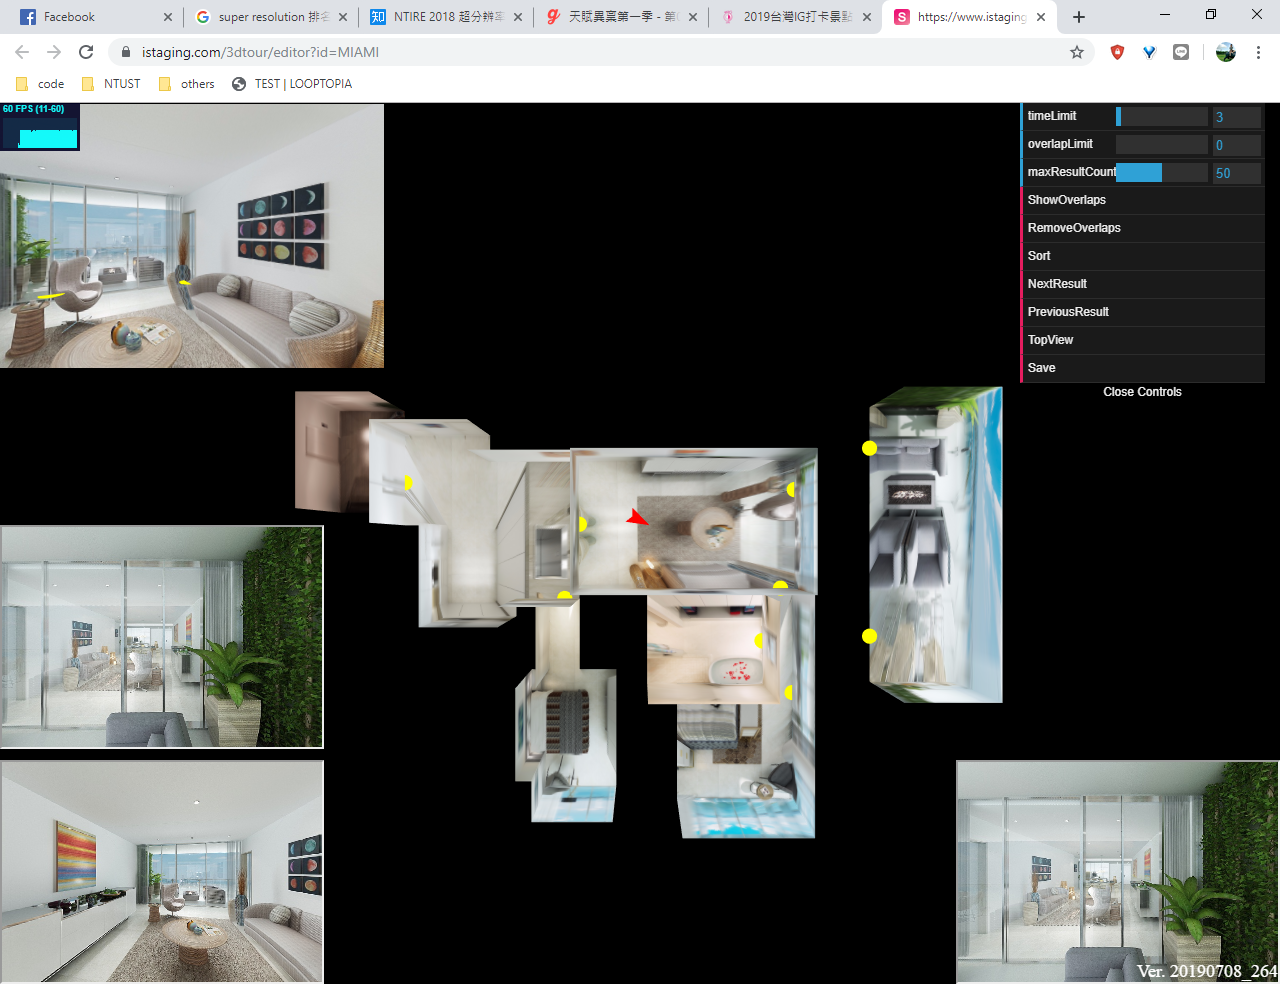 Facebook
super resolution 排名
NTIRE 2018 超分辨率
天賦異稟第一季 - 第
2019台灣IG打卡景點
https://www.istaging
istaging.com/3dtour/editor?id=MIAMI
code
NTUST
others
TEST | LOOPTOPIA
60 FPS (11-60)
timeLimit 3
overlapLimit 0
maxResultCount 50
ShowOverlaps
RemoveOverlaps
Sort
NextResult
PreviousResult
TopView
Save
Close Controls
Ver. 20190708_264